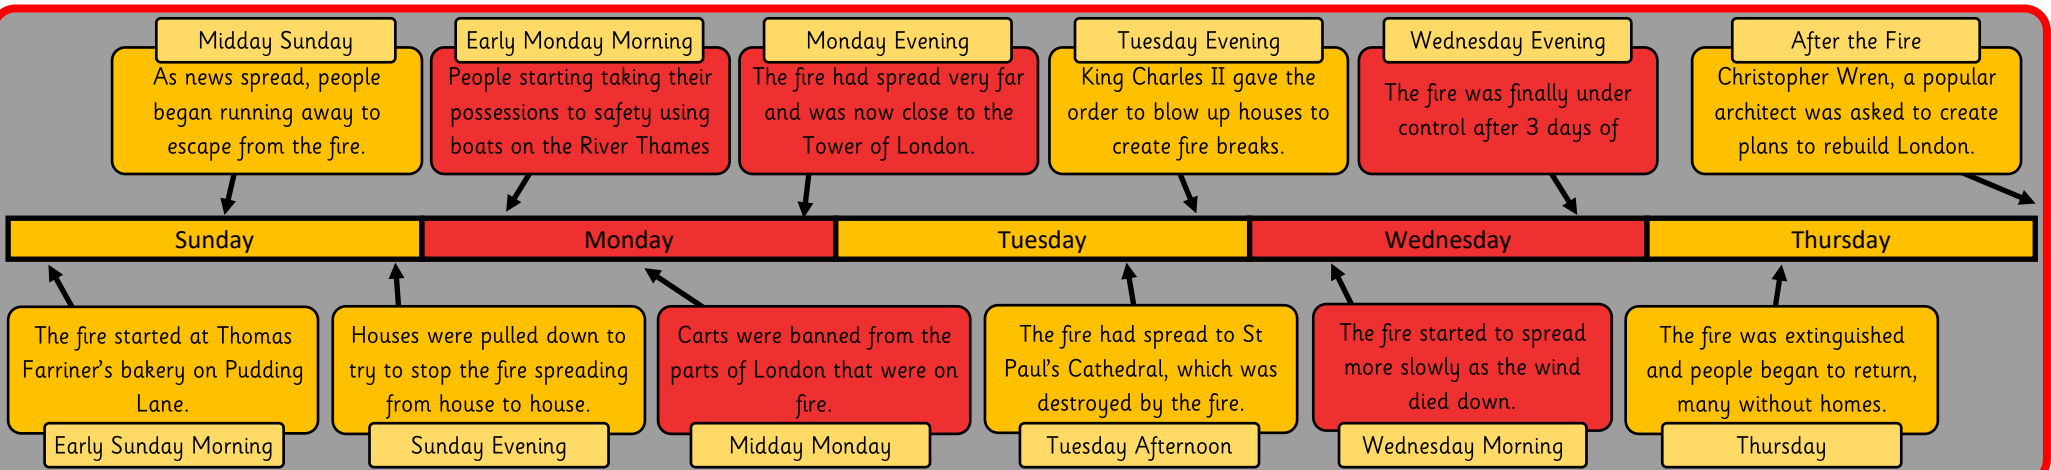 Midday Sunday
As news spread, people
began running away to
escape from the fire.
Early Monday Morning
People starting taking their
possessions to safety using
boats on the River Thames
Monday Evening
The fire had spread very far
and was now close to the
Tower of London.
Tuesday Evening
King Charles II gave the
order to blow up houses to
create fire breaks.
Wednesday Evening
The fire was finally under
control after 3 days of
After the Fire
Christopher Wren, a popular
architect was asked to create
plans to rebuild London.
Sunday
Monday
Tuesday
Wednesday
Thursday
The fire started at Thomas
Farriner's bakery on Pudding
Lane.
Early Sunday Morning
Houses were pulled down to
try to stop the fire spreading
from house to house.
Sunday Evening
Carts were banned from the
parts of London that were on
fire.
Midday Monday
The fire had spread to St
Paul's Cathedral, which was
destroyed by the fire.
Tuesday Afternoon
The fire started to spread
more slowly as the wind
died down.
Wednesday Morning
The fire was extinguished
and people began to return,
many without homes.
Thursday